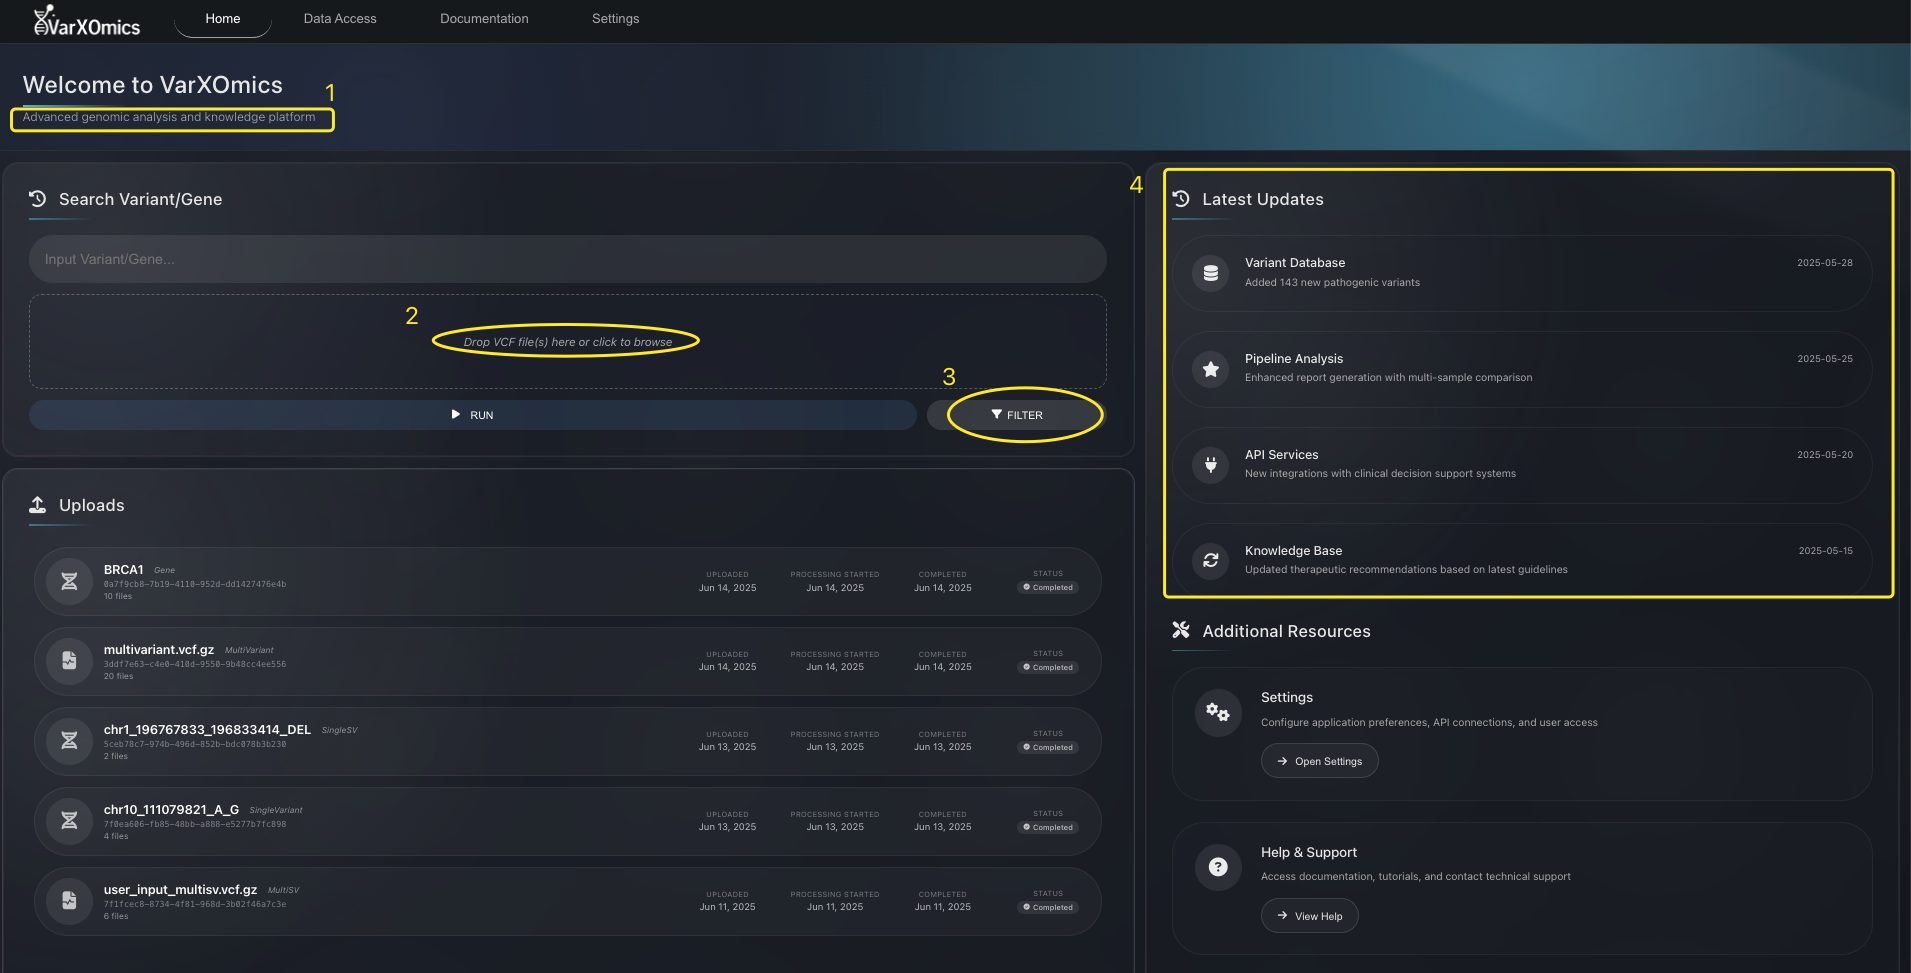 VarXOmics
Home
Data Access
Documentation
Settings
Welcome to VarXOmics
1
Advanced genomic analysis and knowledge platform
Search Variant/Gene
Input Variant/Gene...
2
Drop VCF file(s) here or click to browse
3
RUN
FILTER
Uploads
BRCA1 Gene
0a7f9cb8-7b19-4110-952d-dd1427476e4b
10 files
UPLOADED
Jun 14, 2025
PROCESSING STARTED
Jun 14, 2025
COMPLETED
Jun 14, 2025
STATUS
Completed
multivariant.vcf.gz MultiVariant
3ddf7e63-c4e0-410d-9550-9b48cc4ee556
20 files
UPLOADED
Jun 14, 2025
PROCESSING STARTED
Jun 14, 2025
COMPLETED
Jun 14, 2025
STATUS
Completed
chr1_196767833_196833414_DEL SingleSV
5ceb78c7-974b-496d-852b-bdc078b3b230
2 files
UPLOADED
Jun 13, 2025
PROCESSING STARTED
Jun 13, 2025
COMPLETED
Jun 13, 2025
STATUS
Completed
chr10_111079821_A_G SingleVariant
7f0ea606-fb85-48bb-a888-e5277b7fc898
4 files
UPLOADED
Jun 13, 2025
PROCESSING STARTED
Jun 13, 2025
COMPLETED
Jun 13, 2025
STATUS
Completed
user_input_multisv.vcf.gz MultiSV
7f1fcec8-8734-4f81-968d-3b02f46a7c3e
6 files
UPLOADED
Jun 11, 2025
PROCESSING STARTED
Jun 11, 2025
COMPLETED
Jun 11, 2025
STATUS
Completed
4
Latest Updates
Variant Database
2025-05-28
Added 143 new pathogenic variants
Pipeline Analysis
2025-05-25
Enhanced report generation with multi-sample comparison
API Services
2025-05-20
New integrations with clinical decision support systems
Knowledge Base
2025-05-15
Updated therapeutic recommendations based on latest guidelines
Additional Resources
Settings
Configure application preferences, API connections, and user access
Open Settings
Help & Support
Access documentation, tutorials, and contact technical support
View Help